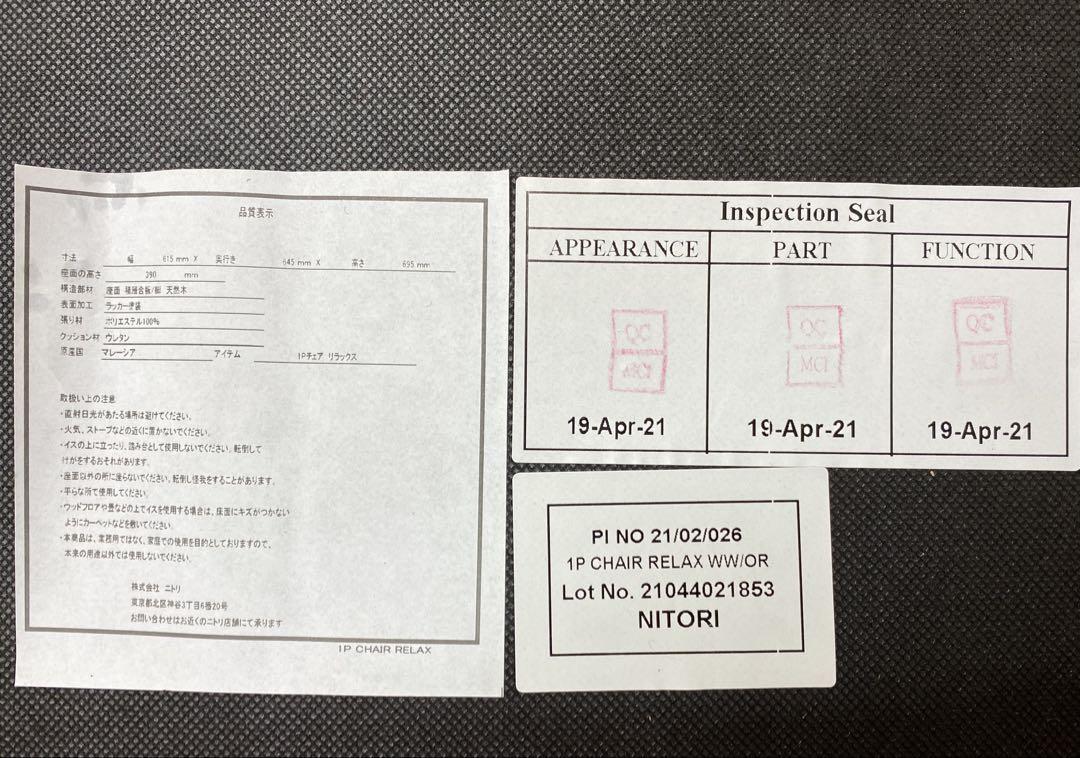 品質表示
寸法 幅 615 mm X 奥行き 645 mm X 高さ 695 mm
座面の高さ 390 mm
構造部材 座面 積層合板/脚 天然木
表面加工 ラッカー塗装
張り材 ポリエステル100%
クッション材 ウレタン
原産国 マレーシア アイテム 1Pチェア リラックス
取扱い上の注意
・直射日光があたる場所は避けてください。
・火気、ストーブなどの近くに置かないでください。
・イスの上に立ったり、踏み台として使用しないでください。転倒して
けがをするおそれがあります。
・座面以外の所に座らないでください。転倒し怪我をすることがあります。
・平らな所で使用してください。
・ウッドフロアや畳などの上でイスを使用する場合は、床面にキズがつかない
ようにカーペットなどを敷いてください。
・本商品は、業務用ではなく、家庭での使用を目的としておりますので、
本来の用途以外では使用しないでください。
株式会社 ニトリ
東京都北区神谷3丁目6番20号
お問い合わせはお近くのニトリ店舗にて承ります
1P CHAIR RELAX
Inspection Seal
APPEARANCE PART FUNCTION
QC QC QC
MCI MCI MCI
19-Apr-21 19-Apr-21 19-Apr-21
PI NO 21/02/026
1P CHAIR RELAX WW/OR
Lot No. 21044021853
NITORI